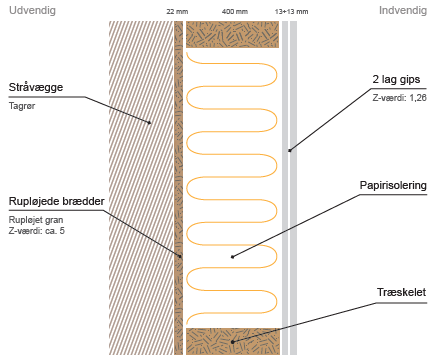 Udvendig
Indvendig
22 mm
400 mm
13+13 mm
Stråvægge
Tagrør
2 lag gips
Z-værdi: 1,26
Papirisolering
Rupløjede brædder
Rupløjet gran
Z-værdi: ca. 5
Træskelet